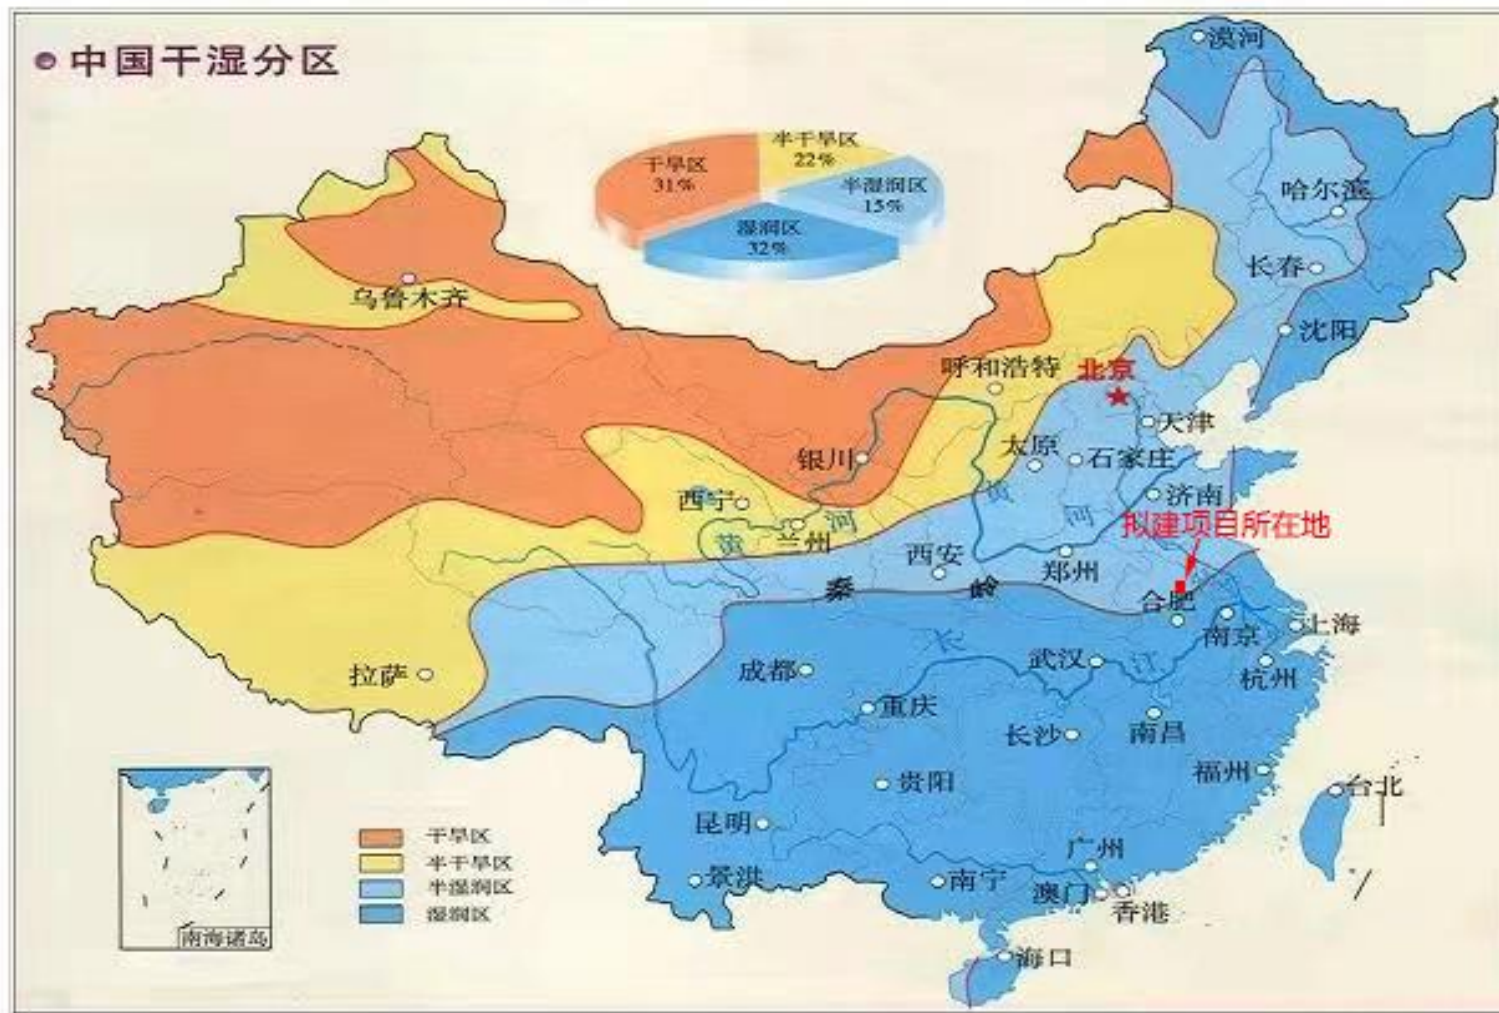 中国干湿分区
漠河
半干旱区
22%
干旱区
31%
半湿润区
15%
湿润区
32%
哈尔滨
长春
乌鲁木齐
沈阳
呼和浩特
北京
天津
太原
石家庄
银川
西宁
黄
济南
河
河
拟建项目所在地
黄
兰州
西安
郑州
秦
岭
合肥
南京
上海
长
武汉
江
成都
杭州
拉萨
重庆
长沙
南昌
贵阳
福州
台北
昆明
干旱区
半干旱区
半湿润区
湿润区
广州
景洪
南宁
澳门
香港
南海诸岛
海口